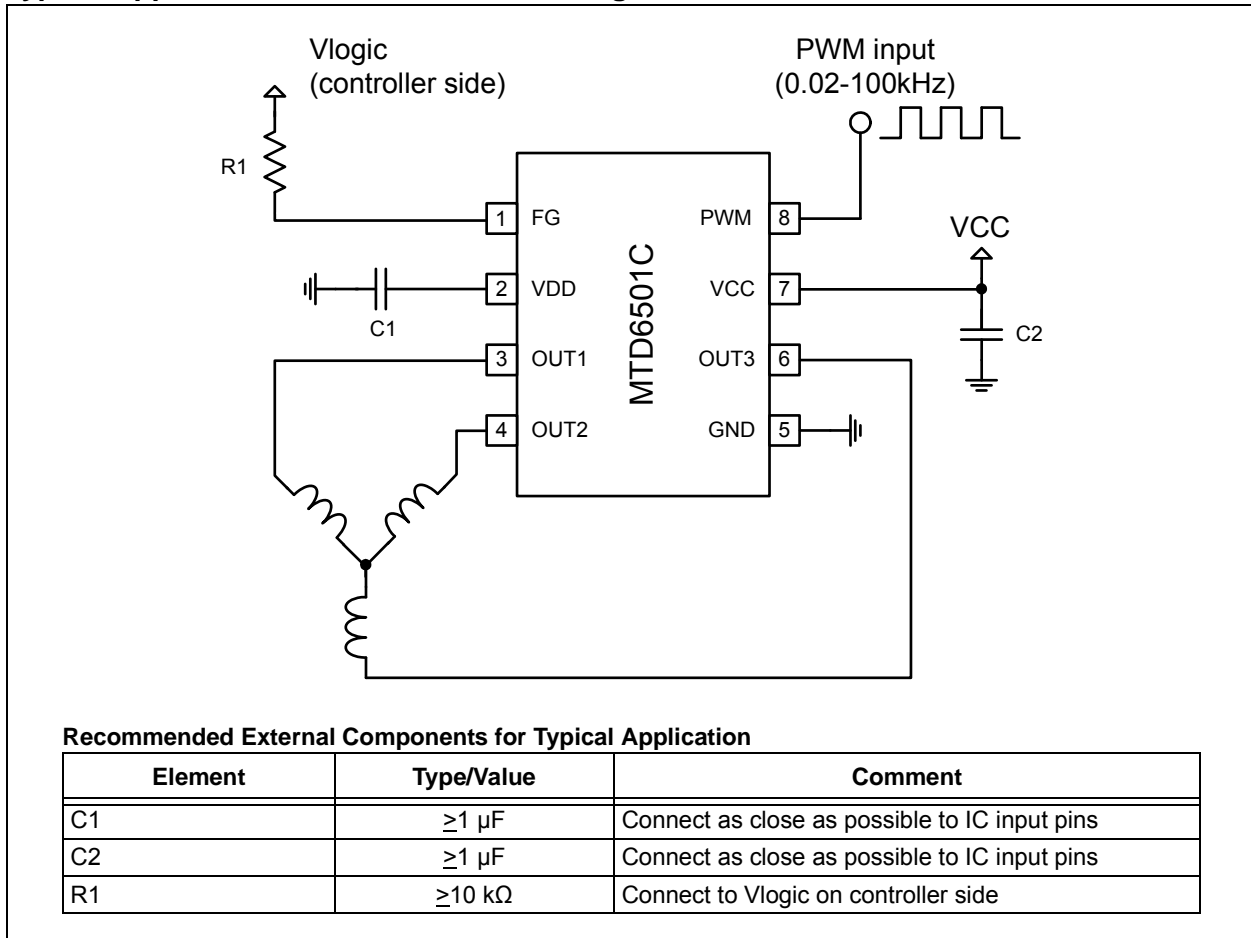 Vlogic
(controller side)
PWM input
(0.02-100kHz)
R1
1 FG
PWM 8
VCC
MTD6501C
2 VDD
VCC 7
C1
C2
3 OUT1
OUT3 6
4 OUT2
GND 5
Recommended External Components for Typical Application
Element Type/Value Comment
C1 ≥1 µF Connect as close as possible to IC input pins
C2 ≥1 µF Connect as close as possible to IC input pins
R1 ≥10 kΩ Connect to Vlogic on controller side